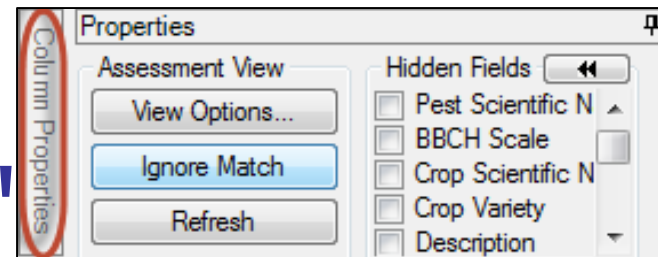 Column Properties
Properties
Assessment View
View Options...
Ignore Match
Refresh
Hidden Fields
Pest Scientific N
BBCH Scale
Crop Scientific N
Crop Variety
Description